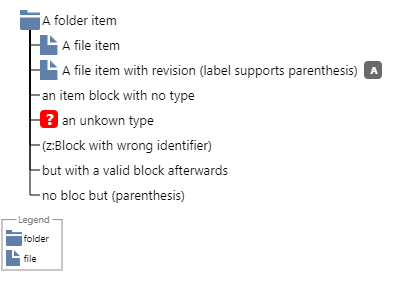 A folder item
A file item
A file item with revision (label supports parenthesis) A
an item block with no type
? an unkown type
(z:Block with wrong identifier)
but with a valid block afterwards
no bloc but (parenthesis)
Legend
folder
file